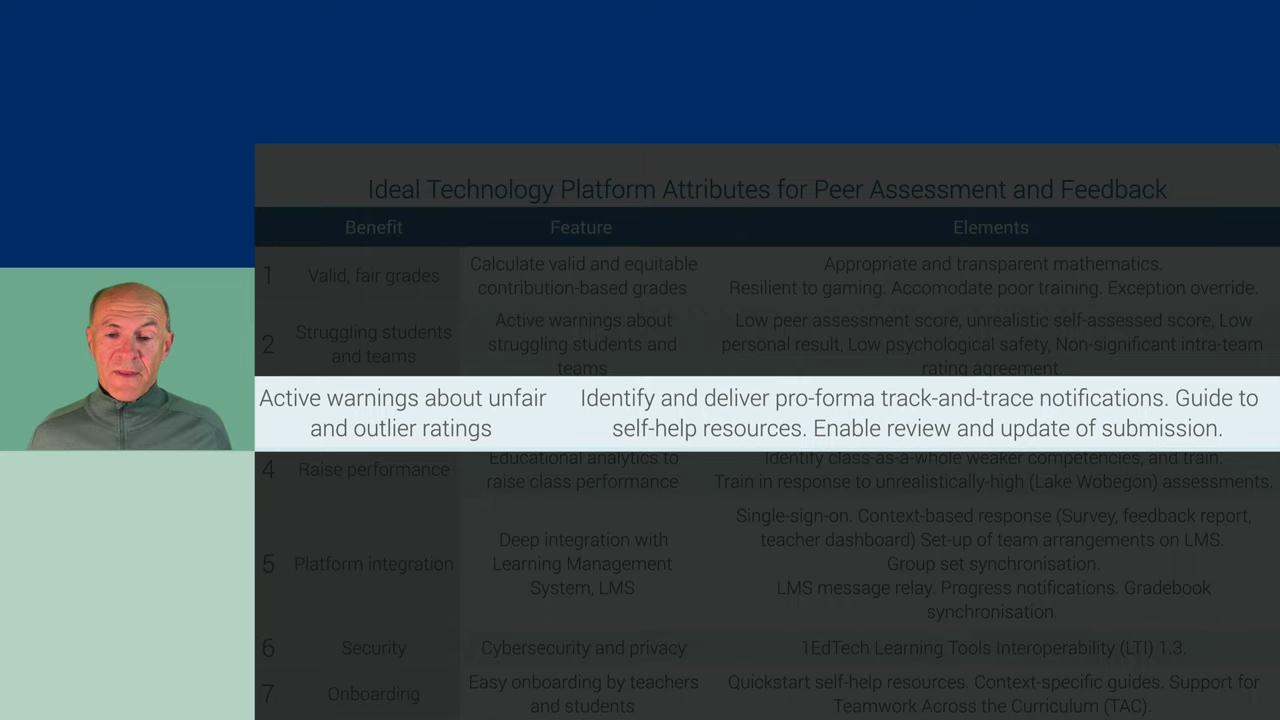 Ideal Technology Platform Attributes for Peer Assessment and Feedback
Benefit Feature Elements
1 Valid, fair grades
Calculate valid and equitable
contribution-based grades
Appropriate and transparent mathematics.
Resilient to gaming. Accomodate poor training. Exception override.
2 Struggling students
and teams
Active warnings about
struggling students and
teams
Low peer assessment score, unrealistic self-assessed score, Low
personal result, Low psychological safety, Non-significant intra-team
rating agreement.
Active warnings about unfair
and outlier ratings
Identify and deliver pro-forma track-and-trace notifications. Guide to
self-help resources. Enable review and update of submission.
4 Raise performance
Educational analytics to
raise class performance
Identify class-as-a-whole weaker competencies, and train.
Train in response to unrealistically-high (Lake Wobegon) assessments.
5 Platform integration
Deep integration with
Learning Management
System, LMS
Single-sign-on. Context-based response (Survey, feedback report,
teacher dashboard) Set-up of team arrangements on LMS.
Group set synchronisation.
LMS message relay. Progress notifications. Gradebook
synchronisation.
6 Security
Cybersecurity and privacy
1EdTech Learning Tools Interoperability (LTI) 1.3.
7 Onboarding
Easy onboarding by teachers
and students
Quickstart self-help resources. Context-specific guides. Support for
Teamwork Across the Curriculum (TAC).